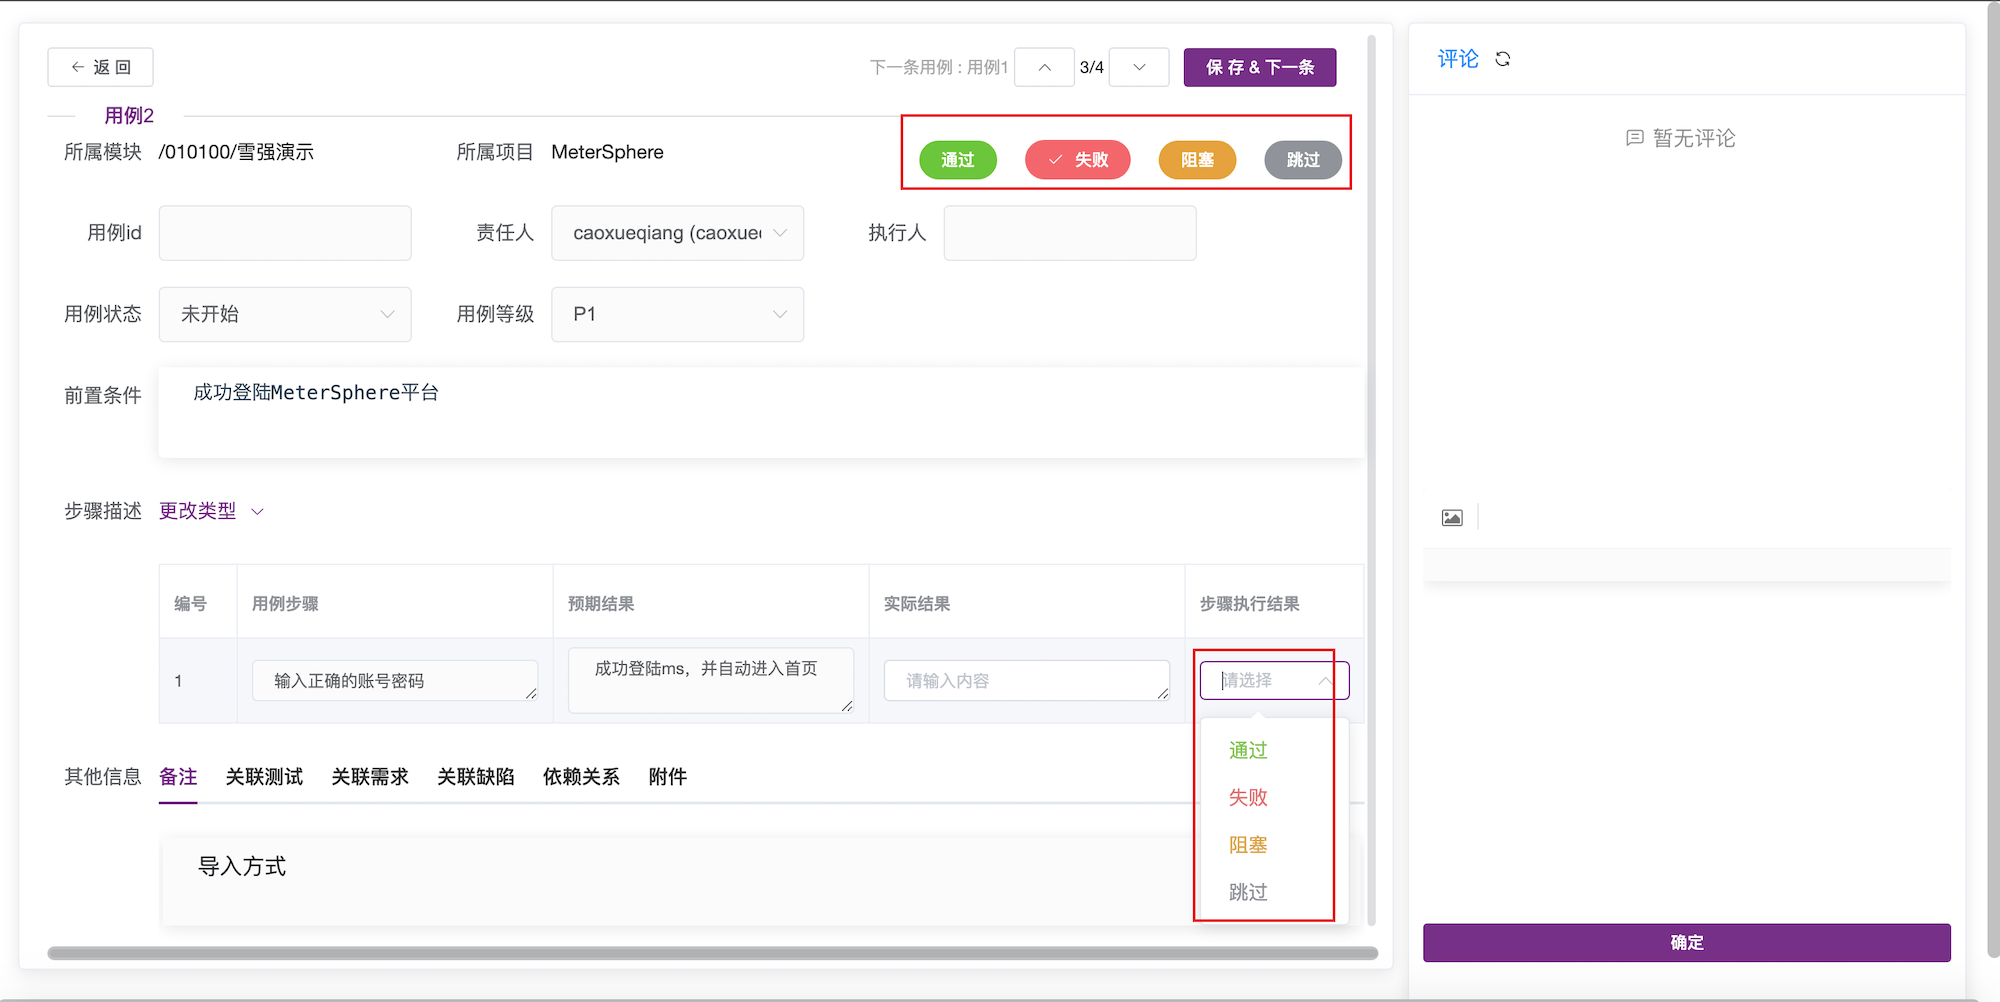 返 回
下一条用例 : 用例1
3/4
保 存 & 下一条
用例2
所属模块 /010100/雪强演示
所属项目 MeterSphere
通过
失败
阻塞
跳过
用例id
责任人 caoxueqiang (caoxue
执行人
用例状态 未开始
用例等级 P1
前置条件 成功登陆MeterSphere平台
步骤描述 更改类型
编号 用例步骤 预期结果 实际结果 步骤执行结果
1 输入正确的账号密码 成功登陆ms，并自动进入首页 请输入内容 请选择
通过
失败
阻塞
跳过
其他信息 备注 关联测试 关联需求 关联缺陷 依赖关系 附件
导入方式
评论
暂无评论
确定